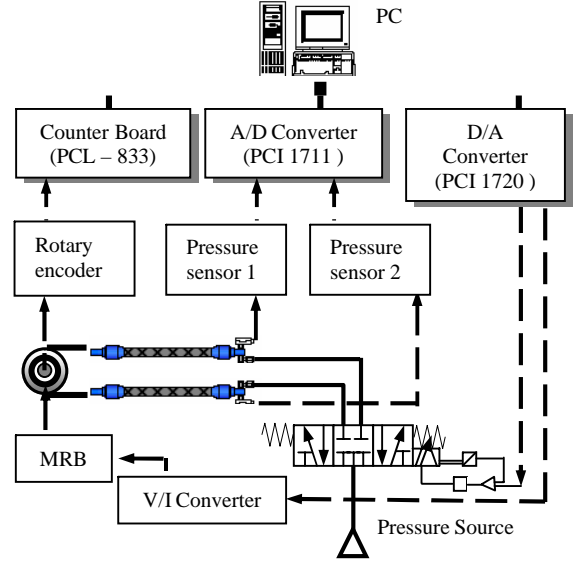 PC
Counter Board
(PCL – 833)
A/D Converter
(PCI 1711 )
D/A
Converter
(PCI 1720 )
Rotary
encoder
Pressure
sensor 1
Pressure
sensor 2
MRB
V/I Converter
Pressure Source